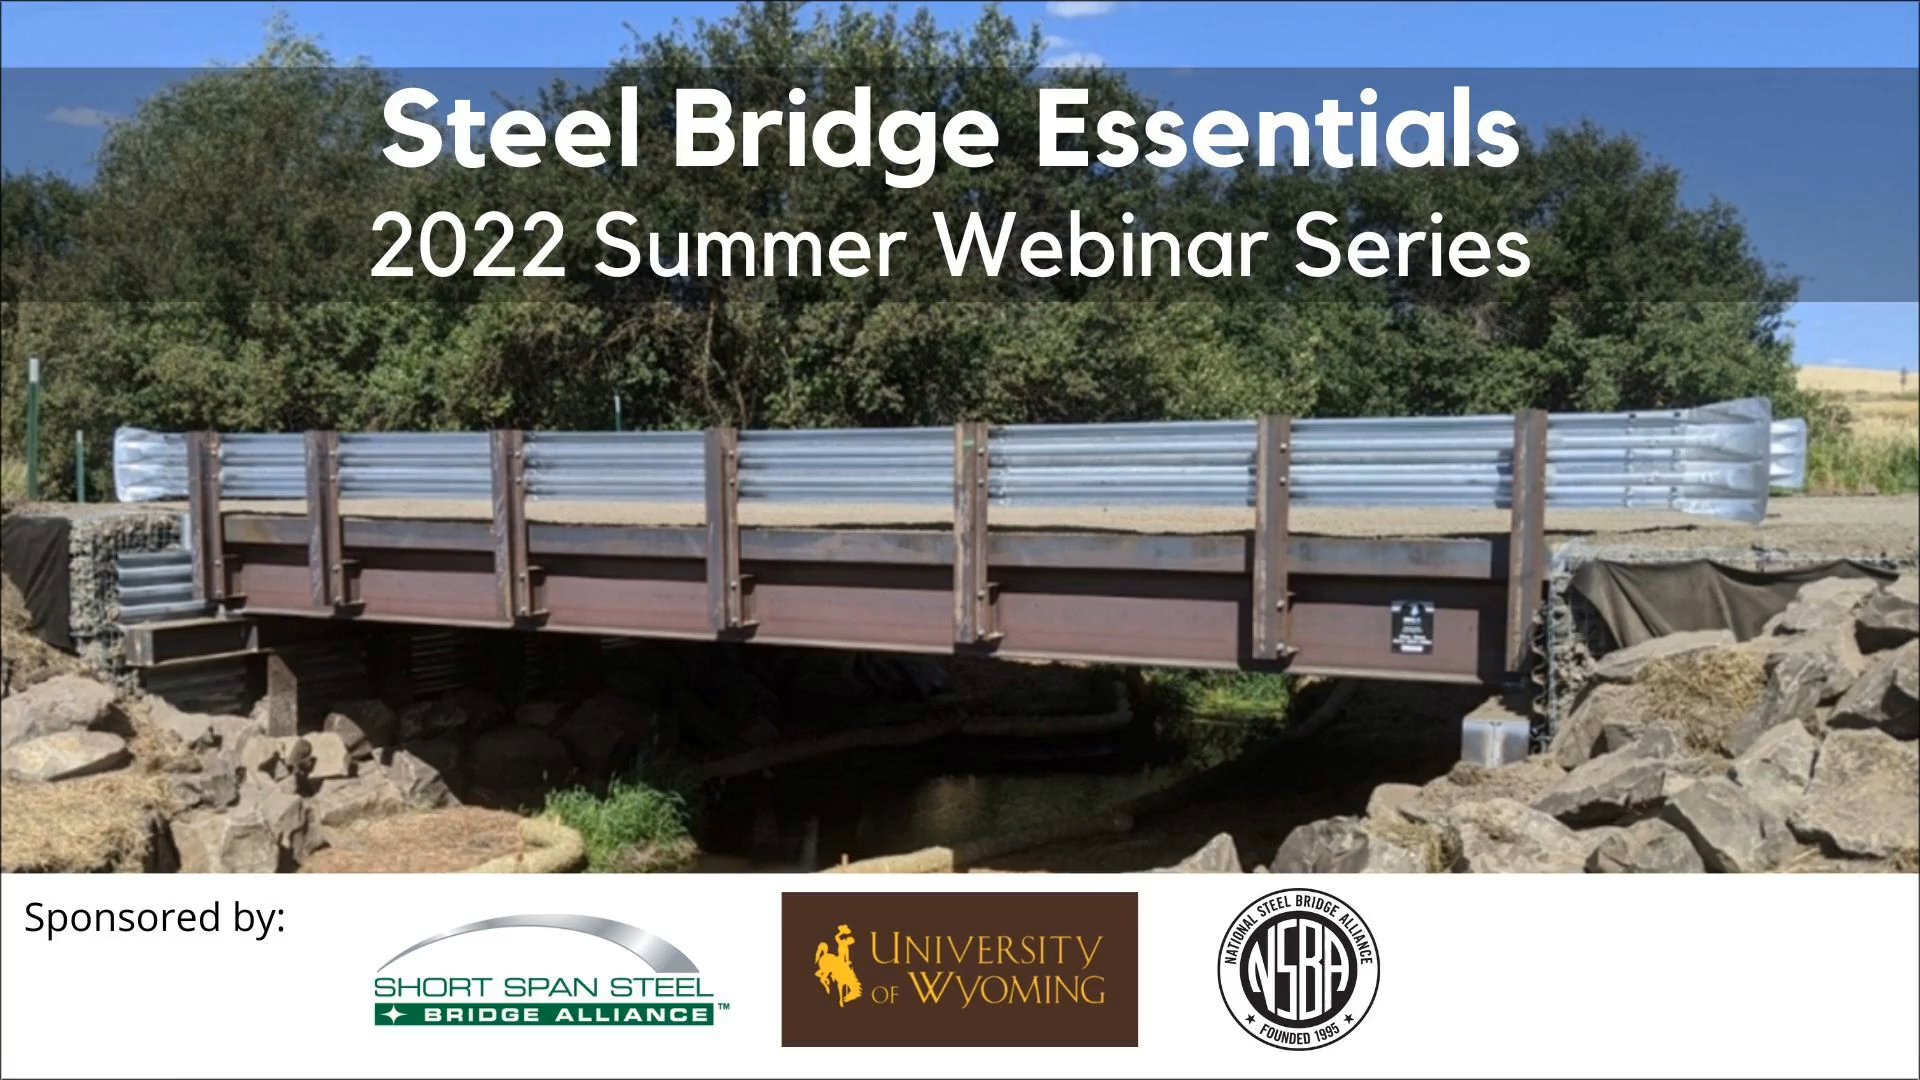 Steel Bridge Essentials
2022 Summer Webinar Series
Sponsored by:
SHORT SPAN STEEL
BRIDGE ALLIANCE™
UNIVERSITY
OF WYOMING
NATIONAL STEEL BRIDGE ALLIANCE
NSBA
FOUNDED 1995